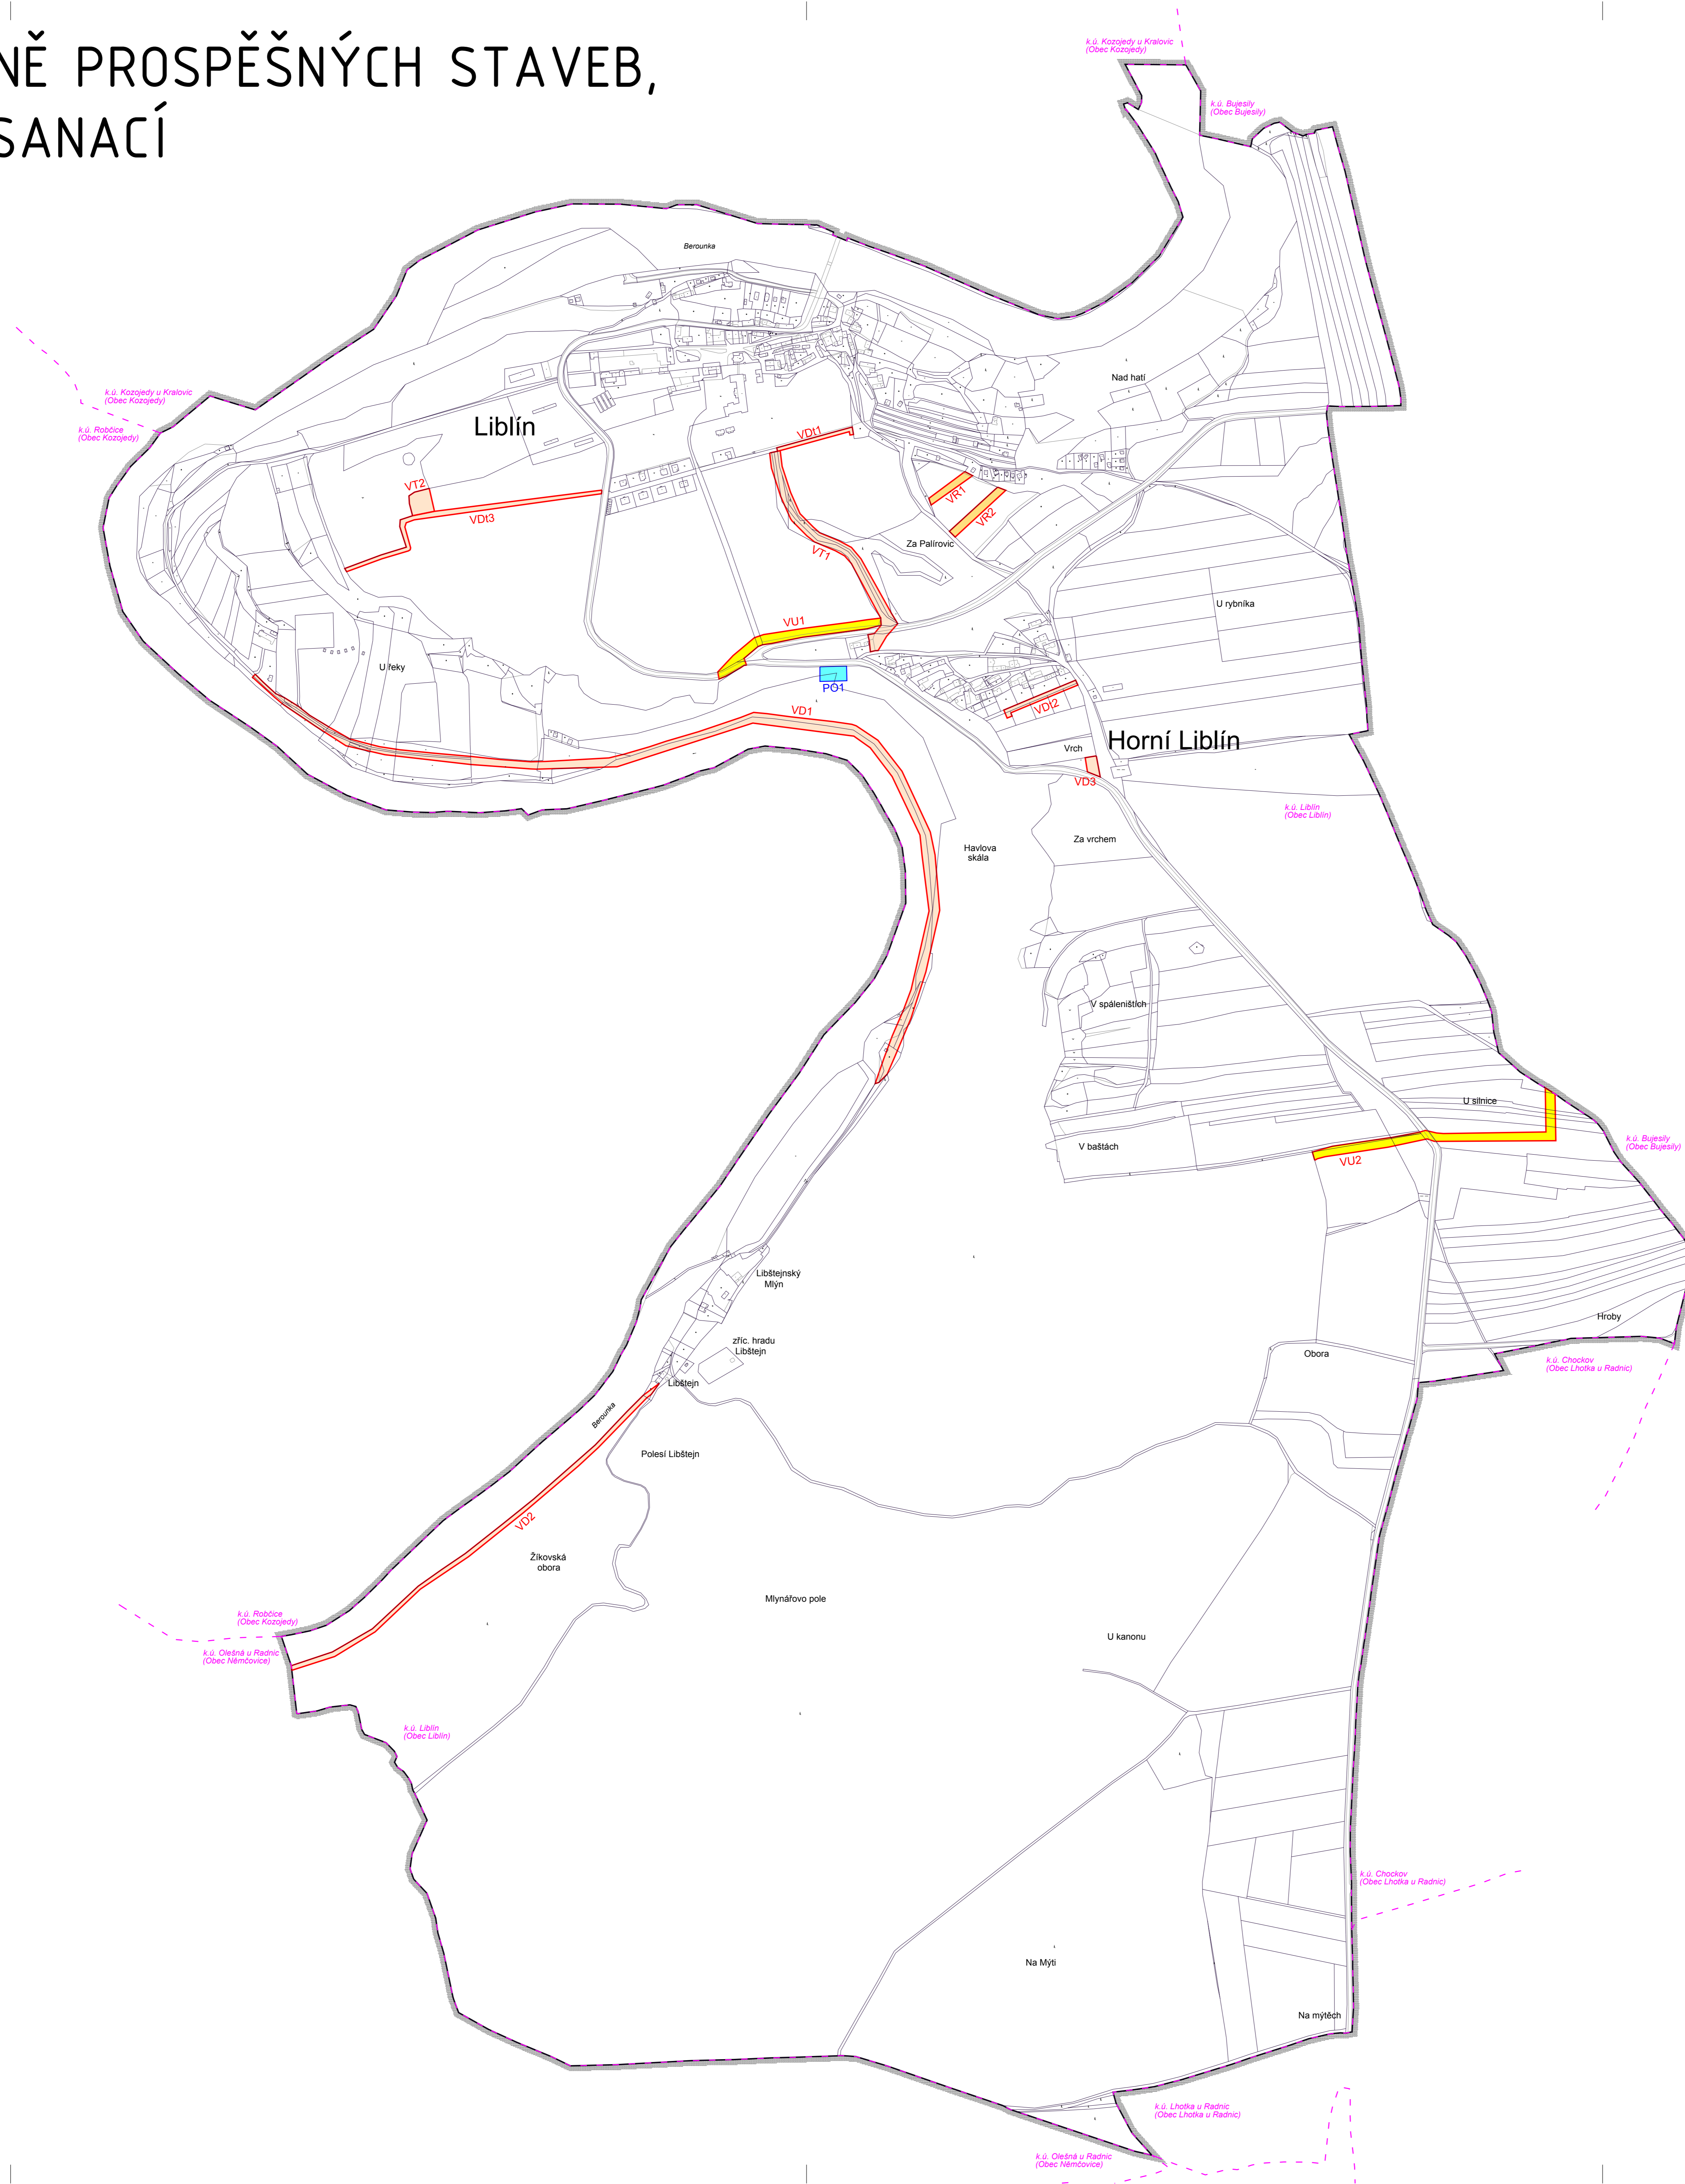 NĚ PROSPĚŠNÝCH STAVEB,
SANACÍ
k.ú. Kozojedy u Kralovic
(Obec Kozojedy)
k.ú. Bujesily
(Obec Bujesily)
Berounka
Nad hatí
k.ú. Kozojedy u Kralovic
(Obec Kozojedy)
k.ú. Robčice
(Obec Kozojedy)
Liblín
VDt1
VT2
VDt3
VR1
VR2
Za Palírovic
VT1
U rybníka
VU1
U řeky
PO1
VD1
VDt2
Horní Liblín
Vrch
VD3
k.ú. Liblín
(Obec Liblín)
Za vrchem
Havlova
skála
V spáleništích
U silnice
V baštách
VU2
k.ú. Bujesily
(Obec Bujesily)
Libštejnský
Mlýn
Hroby
zříc. hradu
Libštejn
Obora
k.ú. Chockov
(Obec Lhotka u Radnic)
Libštejn
Berounka
Polesí Libštejn
VD2
Žíkovská
obora
Mlynářovo pole
k.ú. Robčice
(Obec Kozojedy)
U kanonu
k.ú. Olešná u Radnic
(Obec Němčovice)
k.ú. Liblín
(Obec Liblín)
k.ú. Chockov
(Obec Lhotka u Radnic)
Na Mýti
Na mýtěch
k.ú. Lhotka u Radnic
(Obec Lhotka u Radnic)
k.ú. Olešná u Radnic
(Obec Němčovice)